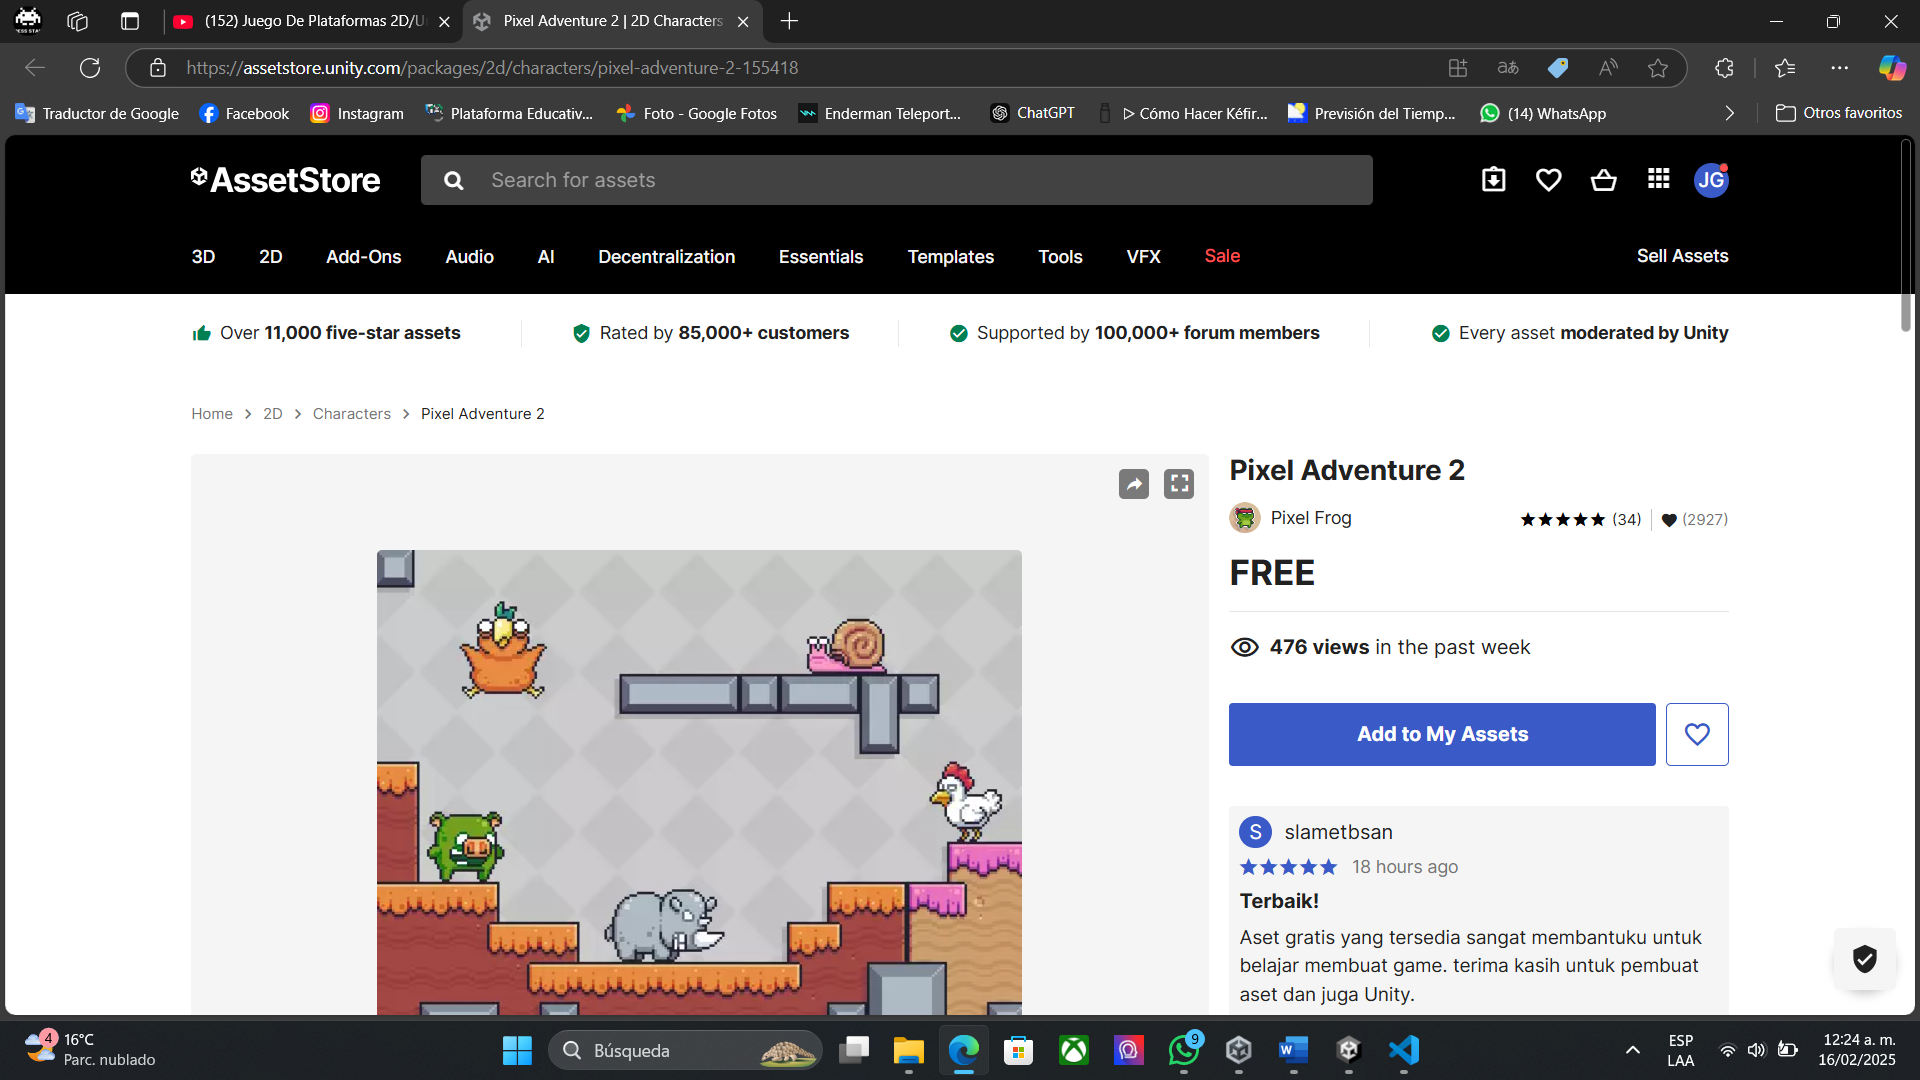 (152) Juego De Plataformas 2D/U
Pixel Adventure 2 | 2D Characters
https://assetstore.unity.com/packages/2d/characters/pixel-adventure-2-155418
Traductor de Google
Facebook
Instagram
Plataforma Educativ...
Foto - Google Fotos
Enderman Teleport...
ChatGPT
▷ Cómo Hacer Kéfir...
Previsión del Tiemp...
(14) WhatsApp
Otros favoritos
AssetStore
Search for assets
JG
3D 2D Add-Ons Audio AI Decentralization Essentials Templates Tools VFX Sale Sell Assets
Over 11,000 five-star assets
Rated by 85,000+ customers
Supported by 100,000+ forum members
Every asset moderated by Unity
Home > 2D > Characters > Pixel Adventure 2
Pixel Adventure 2
Pixel Frog
(34)
(2927)
FREE
476 views in the past week
Add to My Assets
S
slametbsan
18 hours ago
Terbaik!
Aset gratis yang tersedia sangat membantuku untuk
belajar membuat game. terima kasih untuk pembuat
aset dan juga Unity.
4
16°C
Parc. nublado
Búsqueda
9
ESP
LAA
12:24 a. m.
16/02/2025